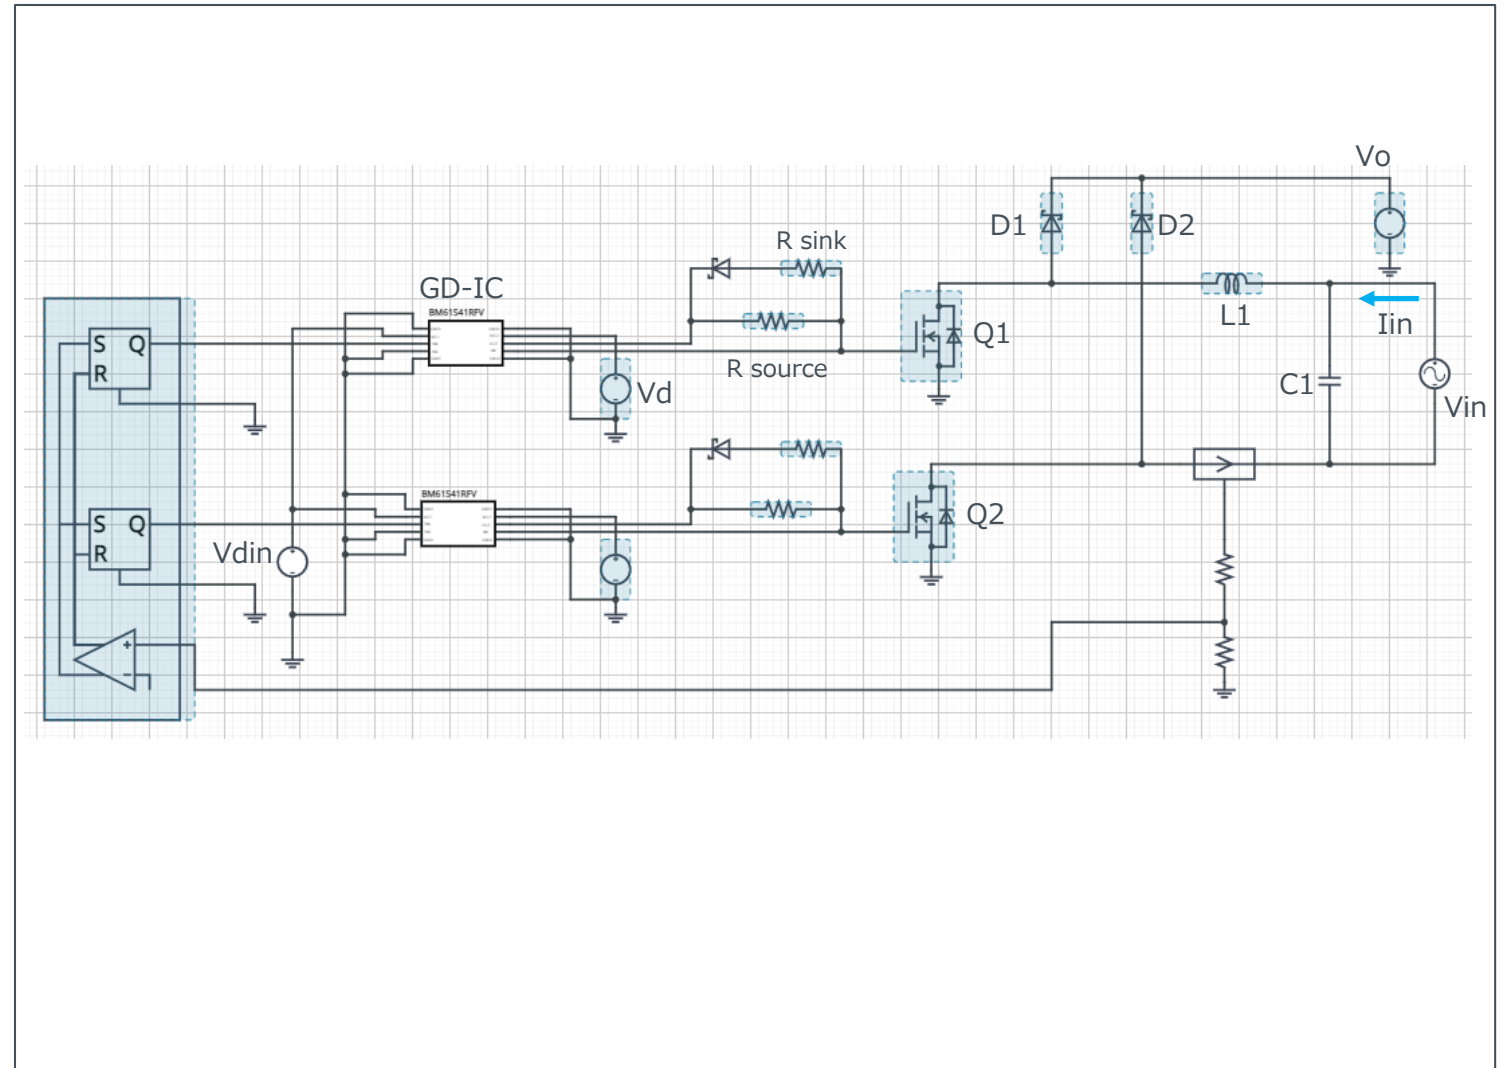 Vo
D1
D2
R sink
GD-IC
BM61S41RFV
L1
Iin
Q1
S Q
R
R source
Vd
C1
Vin
BM61S41RFV
Q2
S Q
R
Vdin
+
-